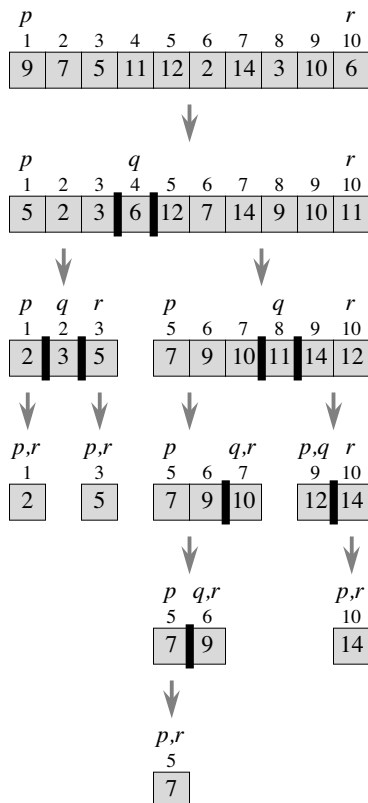 p r
1 2 3 4 5 6 7 8 9 10
9 7 5 11 12 2 14 3 10 6
p q r
1 2 3 4 5 6 7 8 9 10
5 2 3 6 12 7 14 9 10 11
p q r p q r
1 2 3 5 6 7 8 9 10
2 3 5 7 9 10 11 14 12
p,r p,r p q,r p,q r
1 3 5 6 7 9 10
2 5 7 9 10 12 14
p q,r p,r
5 6 10
7 9 14
p,r
5
7